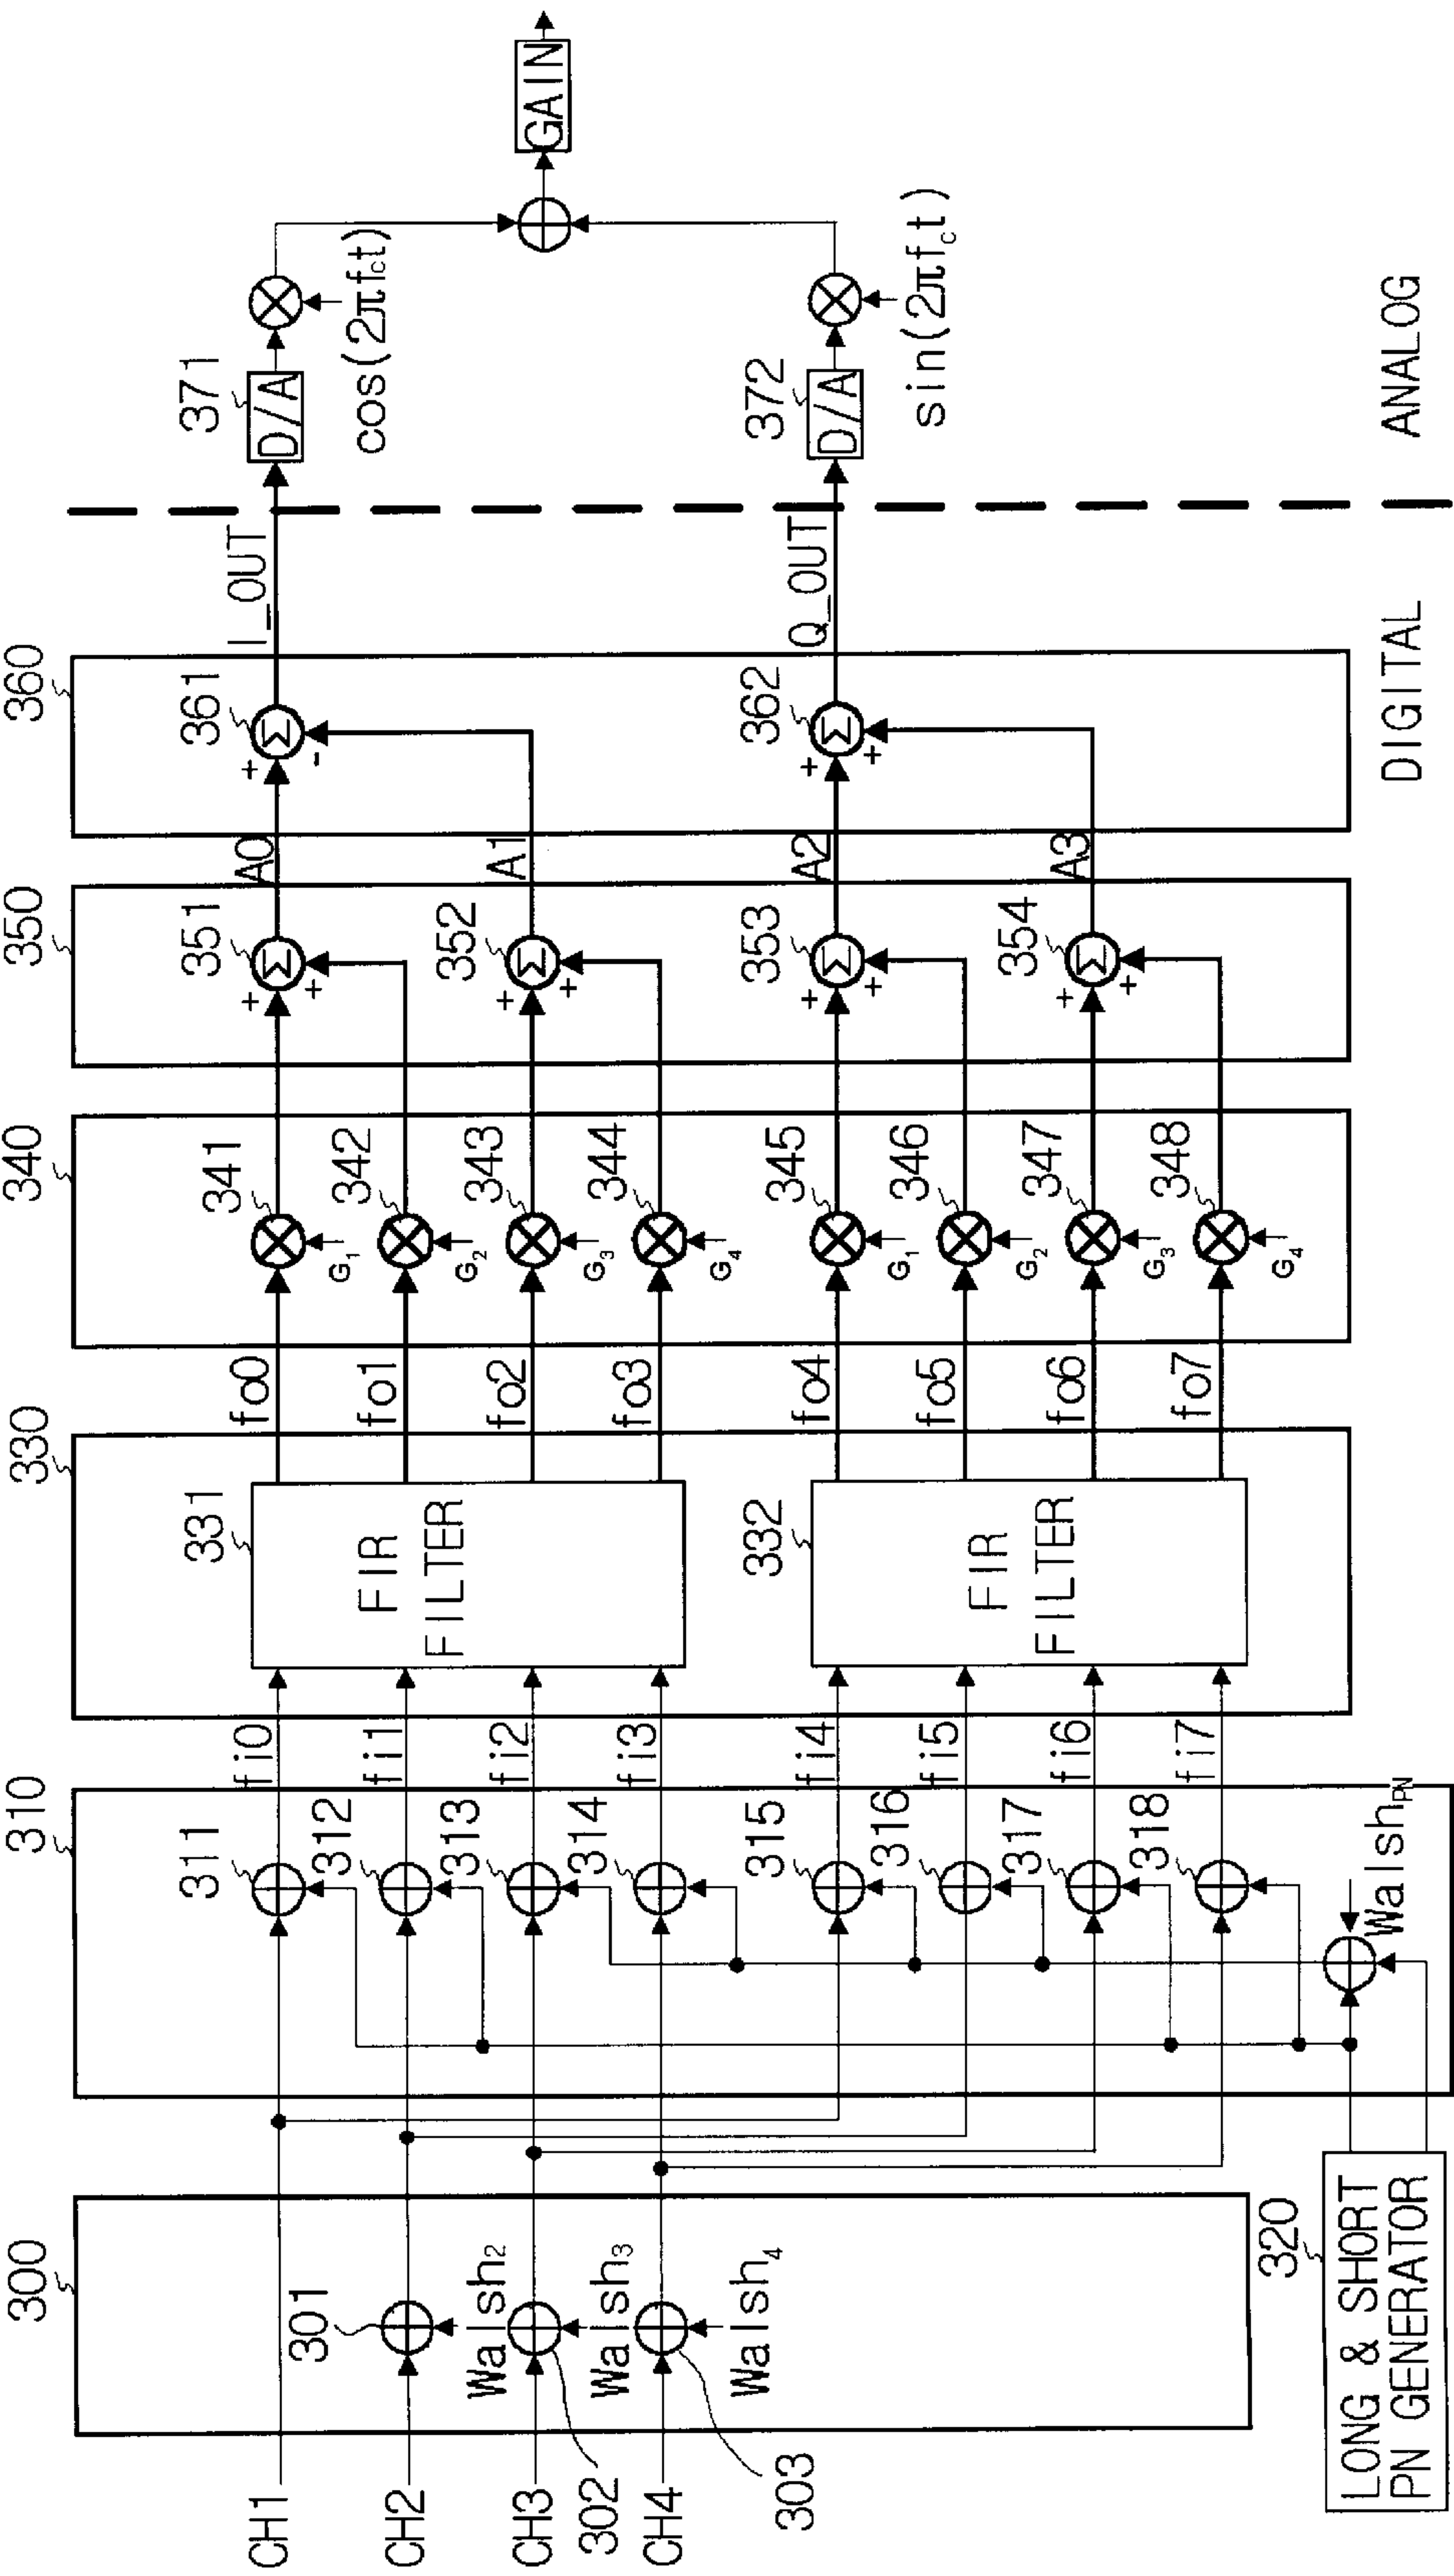 300
310
330
340
350
360
CH1
CH2
CH3
CH4
301
302
303
Walsh2
Walsh3
Walsh4
320
LONG & SHORT
PN GENERATOR
311
312
313
314
315
316
317
318
WalshPN
fi0
fi1
fi2
fi3
fi4
fi5
fi6
fi7
331
FIR
FILTER
332
FIR
FILTER
fo0
fo1
fo2
fo3
fo4
fo5
fo6
fo7
341
G1
342
G2
343
G3
344
G4
345
G1
346
G2
347
G3
348
G4
351
Σ
+
+
352
Σ
+
+
353
Σ
+
+
354
Σ
+
+
A0
A1
A2
A3
361
Σ
+
-
362
Σ
+
+
I_OUT
Q_OUT
371
D/A
cos(2πfct)
372
D/A
sin(2πfct)
GAIN
DIGITAL
ANALOG